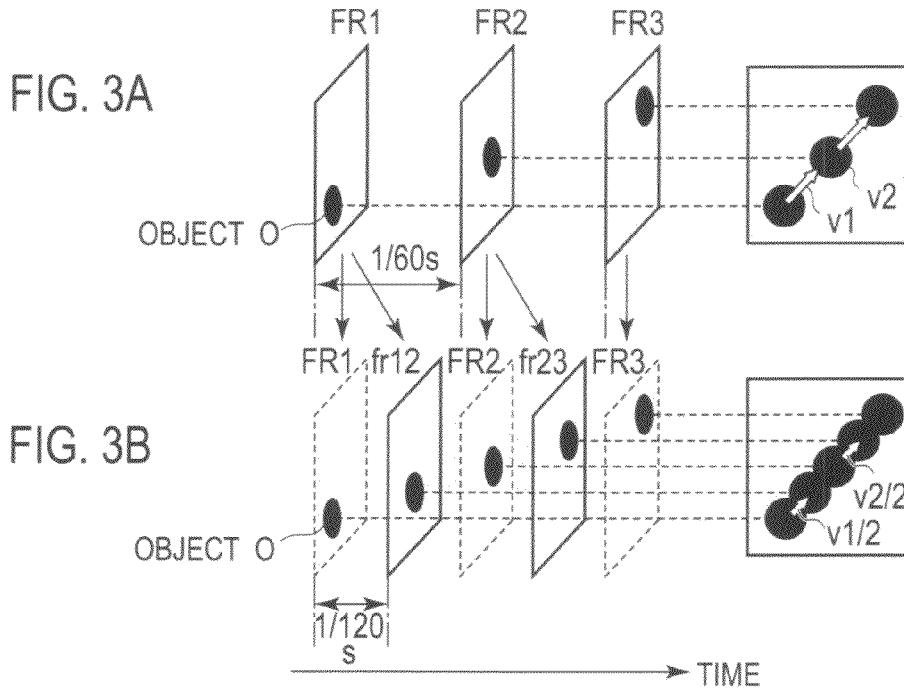 FR1 FR2 FR3
FIG. 3A
OBJECT O
1/60s
v1
v2
FR1 fr12 FR2 fr23 FR3
FIG. 3B
OBJECT O
v2/2
v1/2
1/120
s
TIME